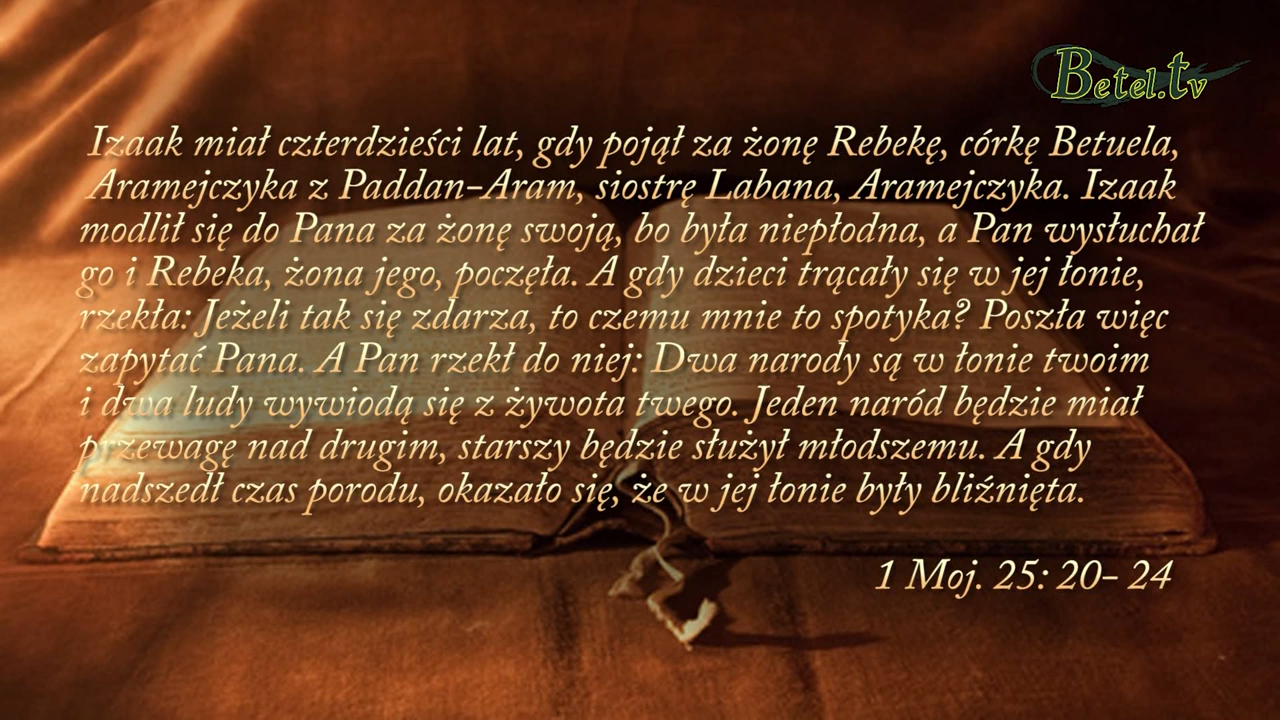 Betel.tv
Izaak miał czterdzieści lat, gdy pojął za żonę Rebekę, córkę Betuela,
Aramejczyka z Paddan-Aram, siostrę Labana, Aramejczyka. Izaak
modlił się do Pana za żonę swoją, bo była niepłodna, a Pan wysłuchał
go i Rebeka, żona jego, poczęła. A gdy dzieci trącały się w jej łonie,
rzekła: Jeżeli tak się zdarza, to czemu mnie to spotyka? Poszła więc
zapytać Pana. A Pan rzekł do niej: Dwa narody są w łonie twoim
i dwa ludy wywiodą się z żywota twego. Jeden naród będzie miał
przewagę nad drugim, starszy będzie służył młodszemu. A gdy
nadszedł czas porodu, okazało się, że w jej łonie były bliźnięta.
1 Moj. 25: 20- 24